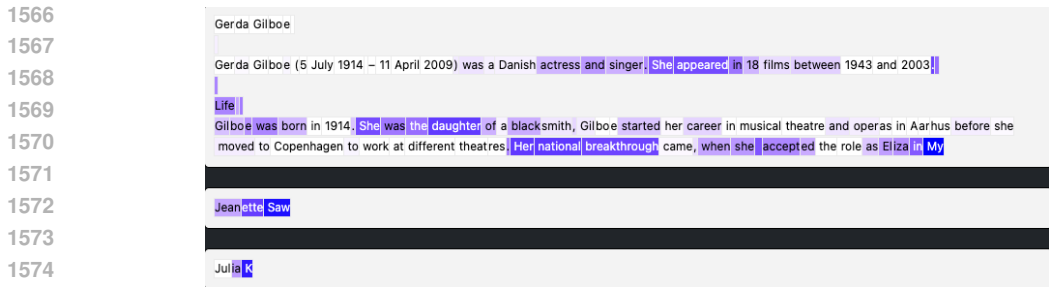 1566
Gerda Gilboe
1567
Gerda Gilboe (5 July 1914 – 11 April 2009) was a Danish actress and singer. She appeared in 18 films between 1943 and 2003.
1568
1569
Life
1570
Gilboe was born in 1914. She was the daughter of a blacksmith, Gilboe started her career in musical theatre and operas in Aarhus before she
moved to Copenhagen to work at different theatres. Her national breakthrough came, when she accepted the role as Eliza in My
1571
1572
Jeanette Saw
1573
1574
Julia K